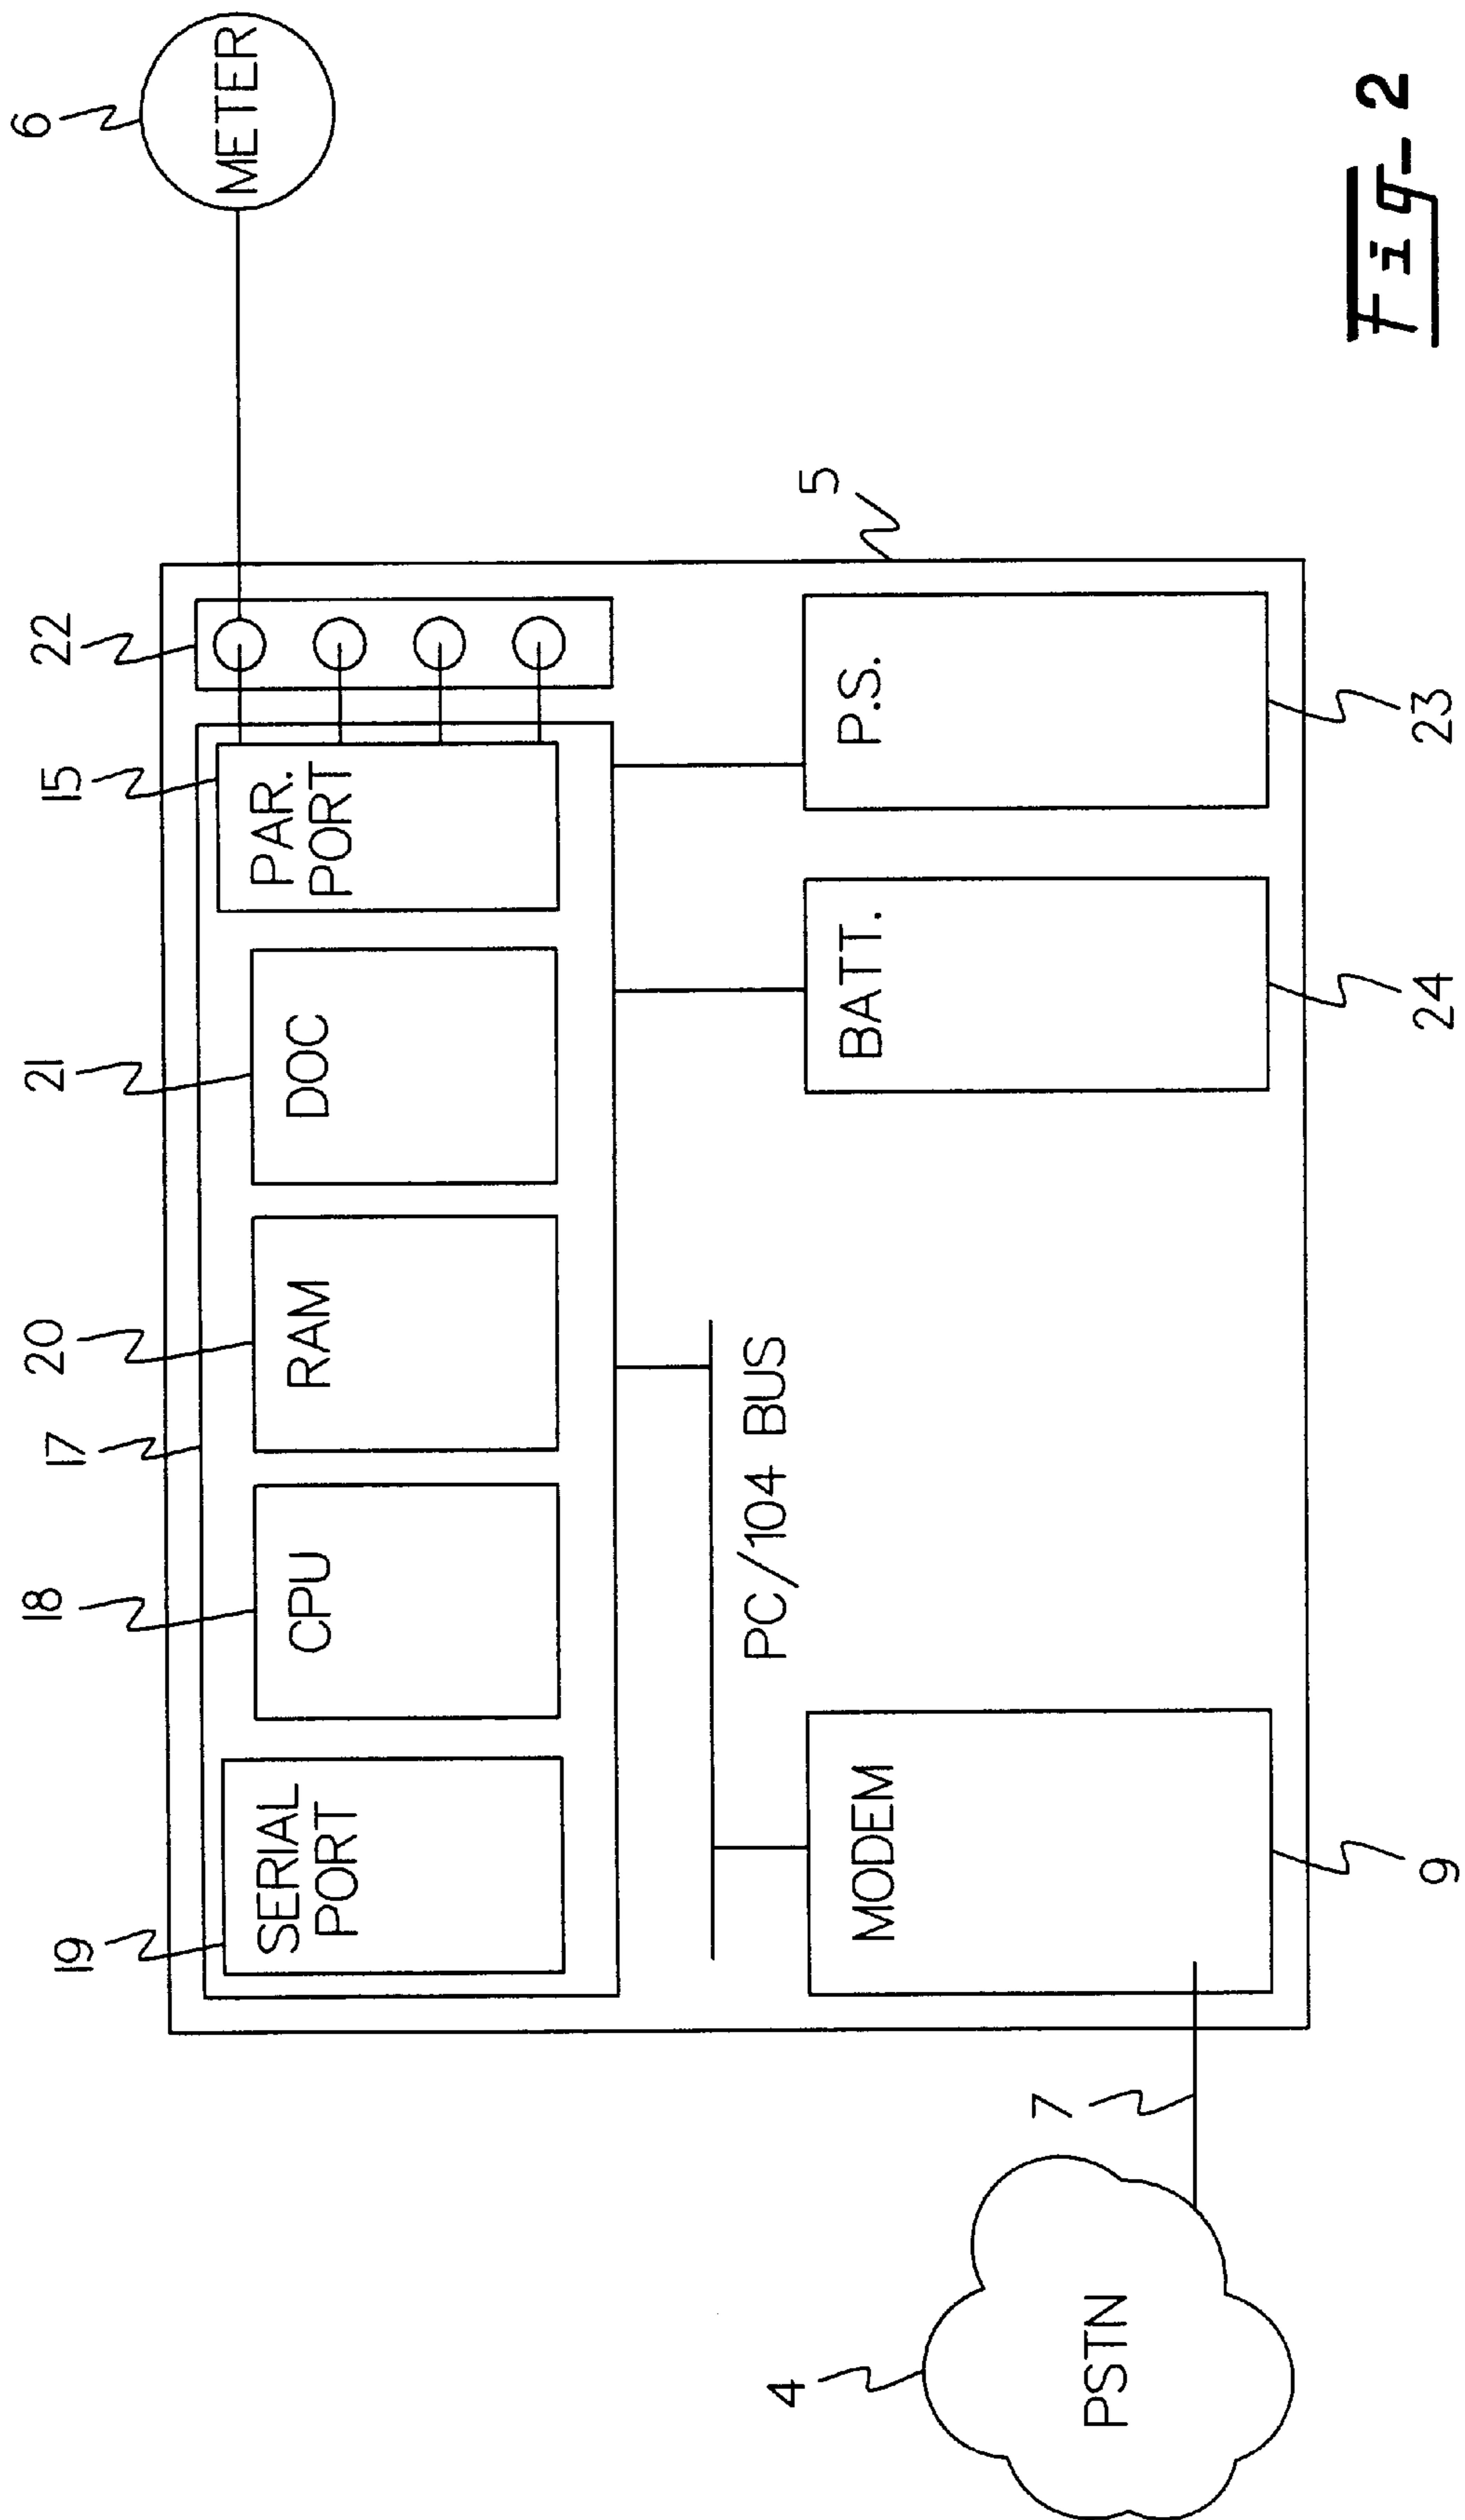 19
18
17
20
21
15
22
6
SERIAL
PORT
CPU
RAM
DOC
PAR.
PORT
METER
PC/104 BUS
4
PSTN
7
MODEM
BATT.
P.S.
5
9
24
23
Fig- 2